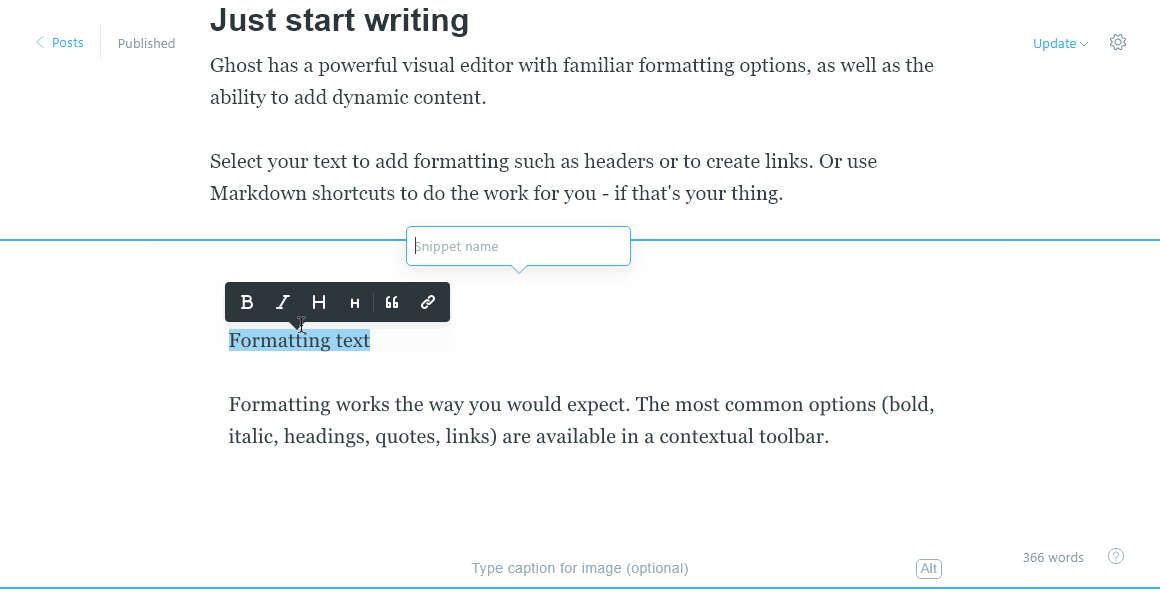 Just start writing
Posts
Published
Update
Ghost has a powerful visual editor with familiar formatting options, as well as the
ability to add dynamic content.
Select your text to add formatting such as headers or to create links. Or use
Markdown shortcuts to do the work for you - if that's your thing.
Snippet name
B I H H
Formatting text
Formatting works the way you would expect. The most common options (bold,
italic, headings, quotes, links) are available in a contextual toolbar.
366 words ?
Type caption for image (optional)
Alt